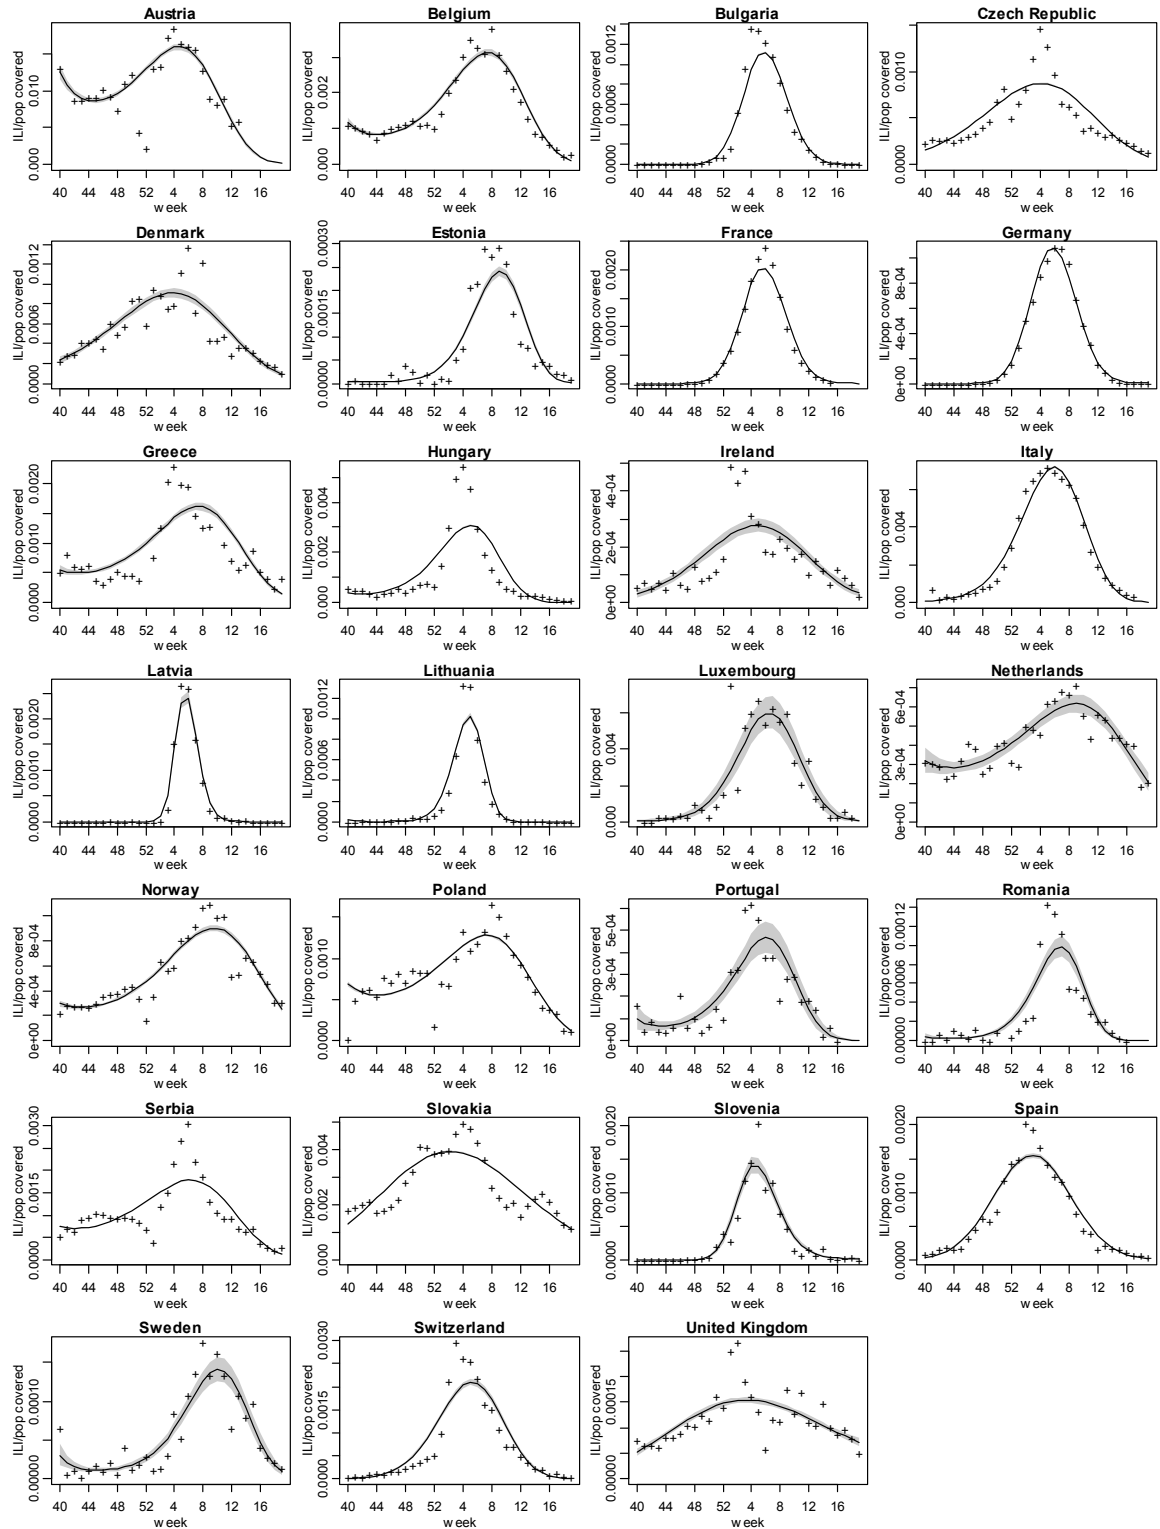 Austria
ILI/pop covered
0.000 0.010
40 44 48 52 4 8 12 16
week
Belgium
ILI/pop covered
0.000 0.002
40 44 48 52 4 8 12 16
week
Bulgaria
ILI/pop covered
0.0000 0.0006 0.0012
40 44 48 52 4 8 12 16
week
Czech Republic
ILI/pop covered
0.0000 0.0010
40 44 48 52 4 8 12 16
week
Denmark
ILI/pop covered
0.0000 0.0006 0.0012
40 44 48 52 4 8 12 16
week
Estonia
ILI/pop covered
0.00000 0.00015 0.00030
40 44 48 52 4 8 12 16
week
France
ILI/pop covered
0.0000 0.0010 0.0020
40 44 48 52 4 8 12 16
week
Germany
ILI/pop covered
0e+00 4e-04 8e-04
40 44 48 52 4 8 12 16
week
Greece
ILI/pop covered
0.0000 0.0010 0.0020
40 44 48 52 4 8 12 16
week
Hungary
ILI/pop covered
0.000 0.002 0.004
40 44 48 52 4 8 12 16
week
Ireland
ILI/pop covered
0e+00 2e-04 4e-04
40 44 48 52 4 8 12 16
week
Italy
ILI/pop covered
0.000 0.004
40 44 48 52 4 8 12 16
week
Latvia
ILI/pop covered
0.0000 0.0010 0.0020
40 44 48 52 4 8 12 16
week
Lithuania
ILI/pop covered
0.0000 0.0006 0.0012
40 44 48 52 4 8 12 16
week
Luxembourg
ILI/pop covered
0.000 0.004
40 44 48 52 4 8 12 16
week
Netherlands
ILI/pop covered
0e+00 3e-04 6e-04
40 44 48 52 4 8 12 16
week
Norway
ILI/pop covered
0e+00 4e-04 8e-04
40 44 48 52 4 8 12 16
week
Poland
ILI/pop covered
0.0000 0.0010
40 44 48 52 4 8 12 16
week
Portugal
ILI/pop covered
0e+00 3e-04 5e-04
40 44 48 52 4 8 12 16
week
Romania
ILI/pop covered
0.00000 0.00006 0.00012
40 44 48 52 4 8 12 16
week
Serbia
ILI/pop covered
0.0000 0.0015 0.0030
40 44 48 52 4 8 12 16
week
Slovakia
ILI/pop covered
0.000 0.002 0.004
40 44 48 52 4 8 12 16
week
Slovenia
ILI/pop covered
0.0000 0.0010 0.0020
40 44 48 52 4 8 12 16
week
Spain
ILI/pop covered
0.0000 0.0010 0.0020
40 44 48 52 4 8 12 16
week
Sweden
ILI/pop covered
0.00000 0.00010
40 44 48 52 4 8 12 16
week
Switzerland
ILI/pop covered
0.0000 0.0015 0.0030
40 44 48 52 4 8 12 16
week
United Kingdom
ILI/pop covered
0.00000 0.00015
40 44 48 52 4 8 12 16
week